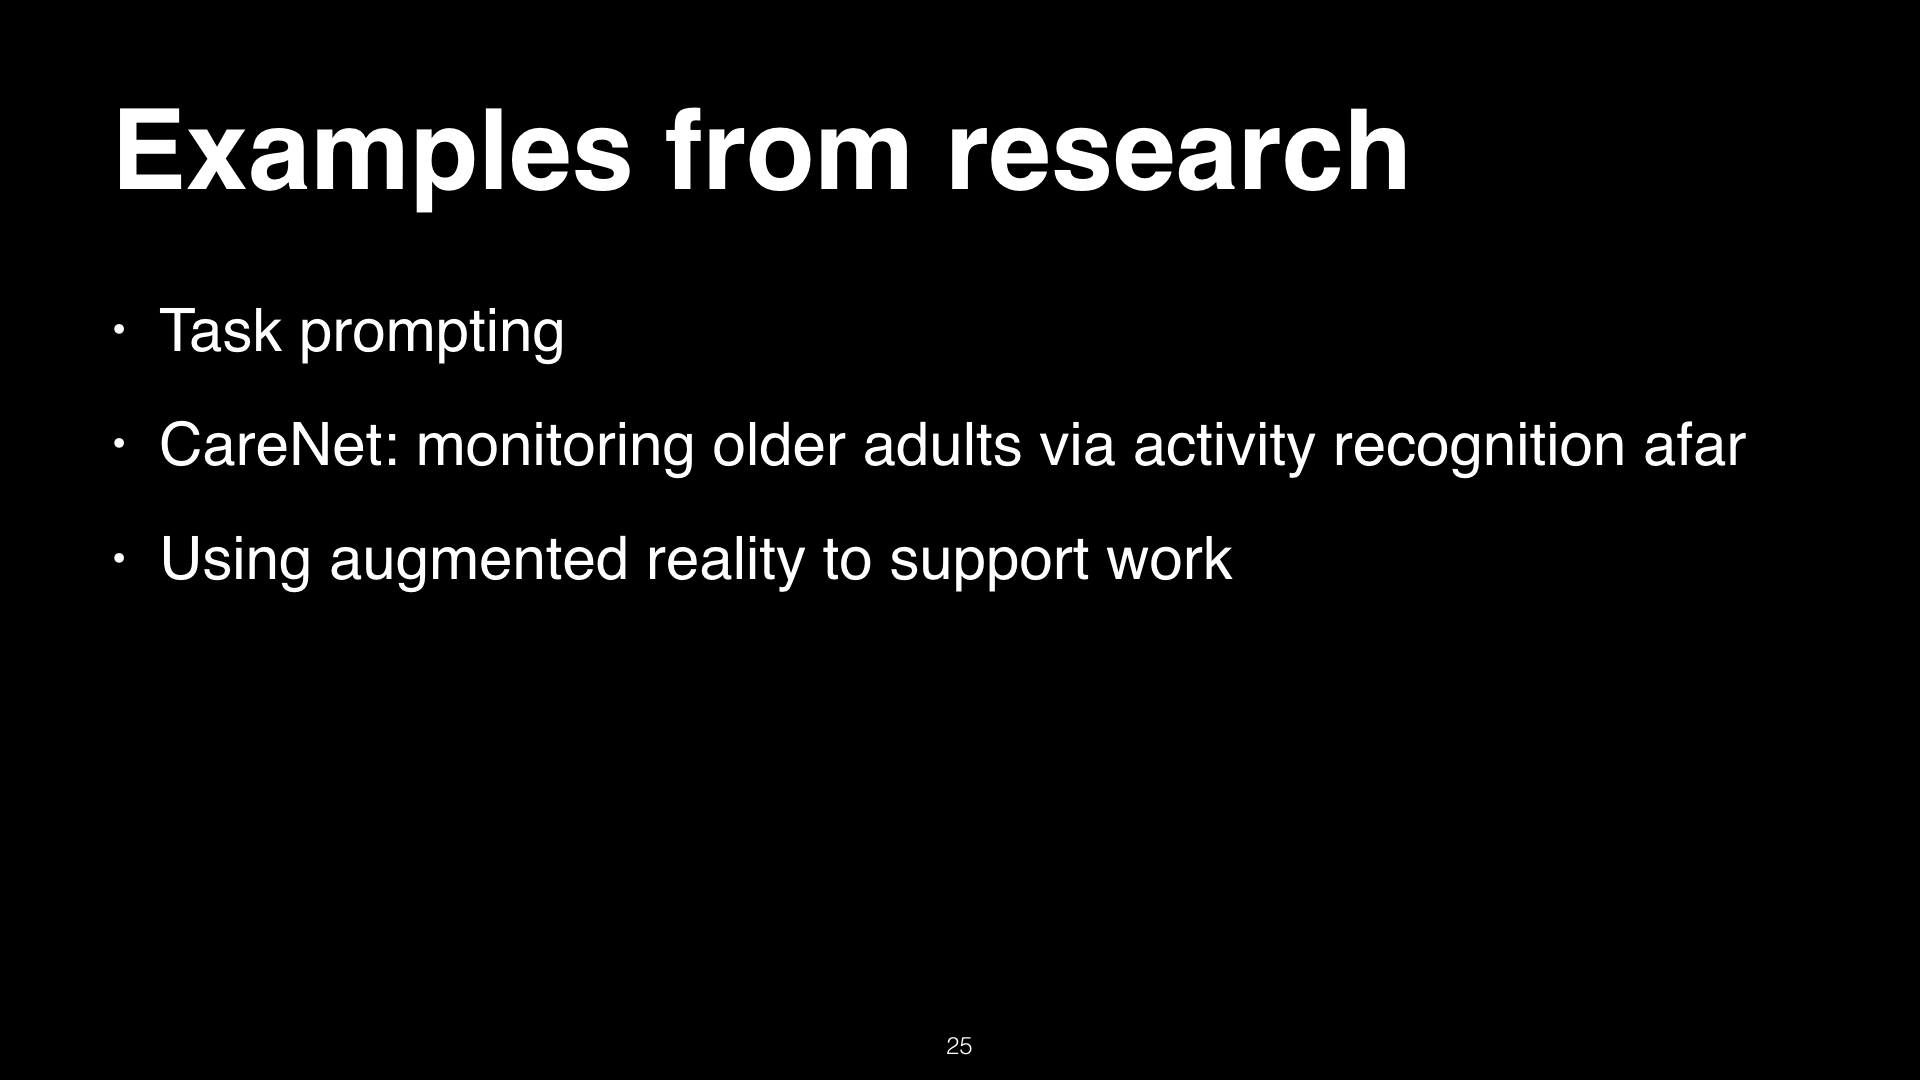 Examples from research
• Task prompting
• CareNet: monitoring older adults via activity recognition afar
• Using augmented reality to support work
25